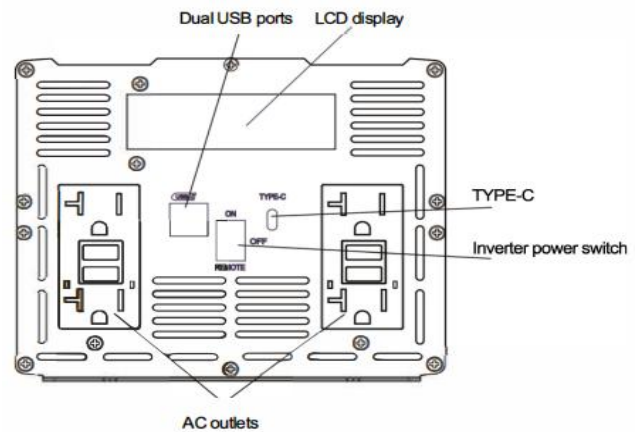 Dual USB ports LCD display
TYPE-C
ON
OFF
REMOTE
TYPE-C
Inverter power switch
AC outlets